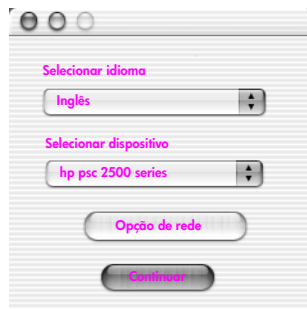 Selecionar idioma
Inglês
Selecionar dispositivo
hp psc 2500 series
Opção de rede
Continuar